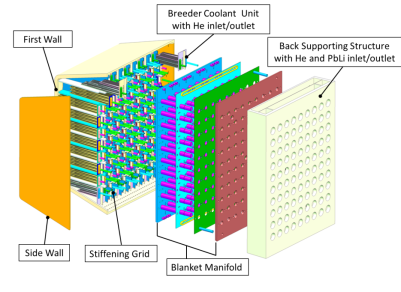 Breeder Coolant Unit
with He inlet/outlet
First Wall
Back Supporting Structure
with He and PbLi inlet/outlet
Side Wall
Stiffening Grid
Blanket Manifold